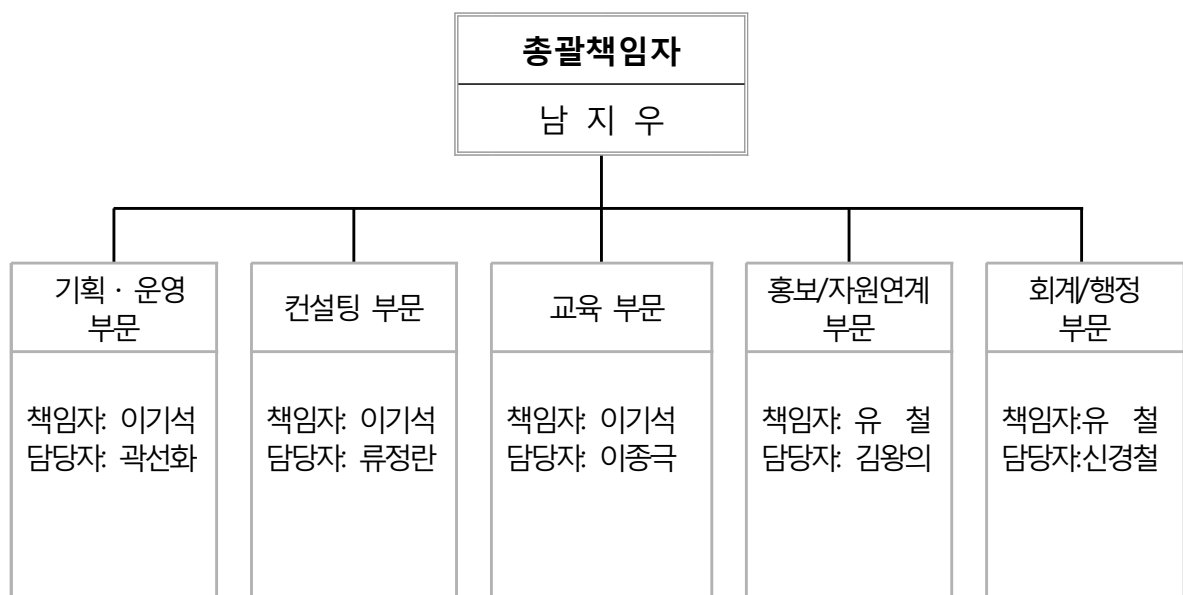 총괄책임자
남 지 우
기획 · 운영
부문
책임자: 이기석
담당자: 곽선화
컨설팅 부문
책임자: 이기석
담당자: 류정란
교육 부문
책임자: 이기석
담당자: 이종극
홍보/자원연계
부문
책임자: 유 철
담당자: 김왕의
회계/행정
부문
책임자:유 철
담당자:신경철